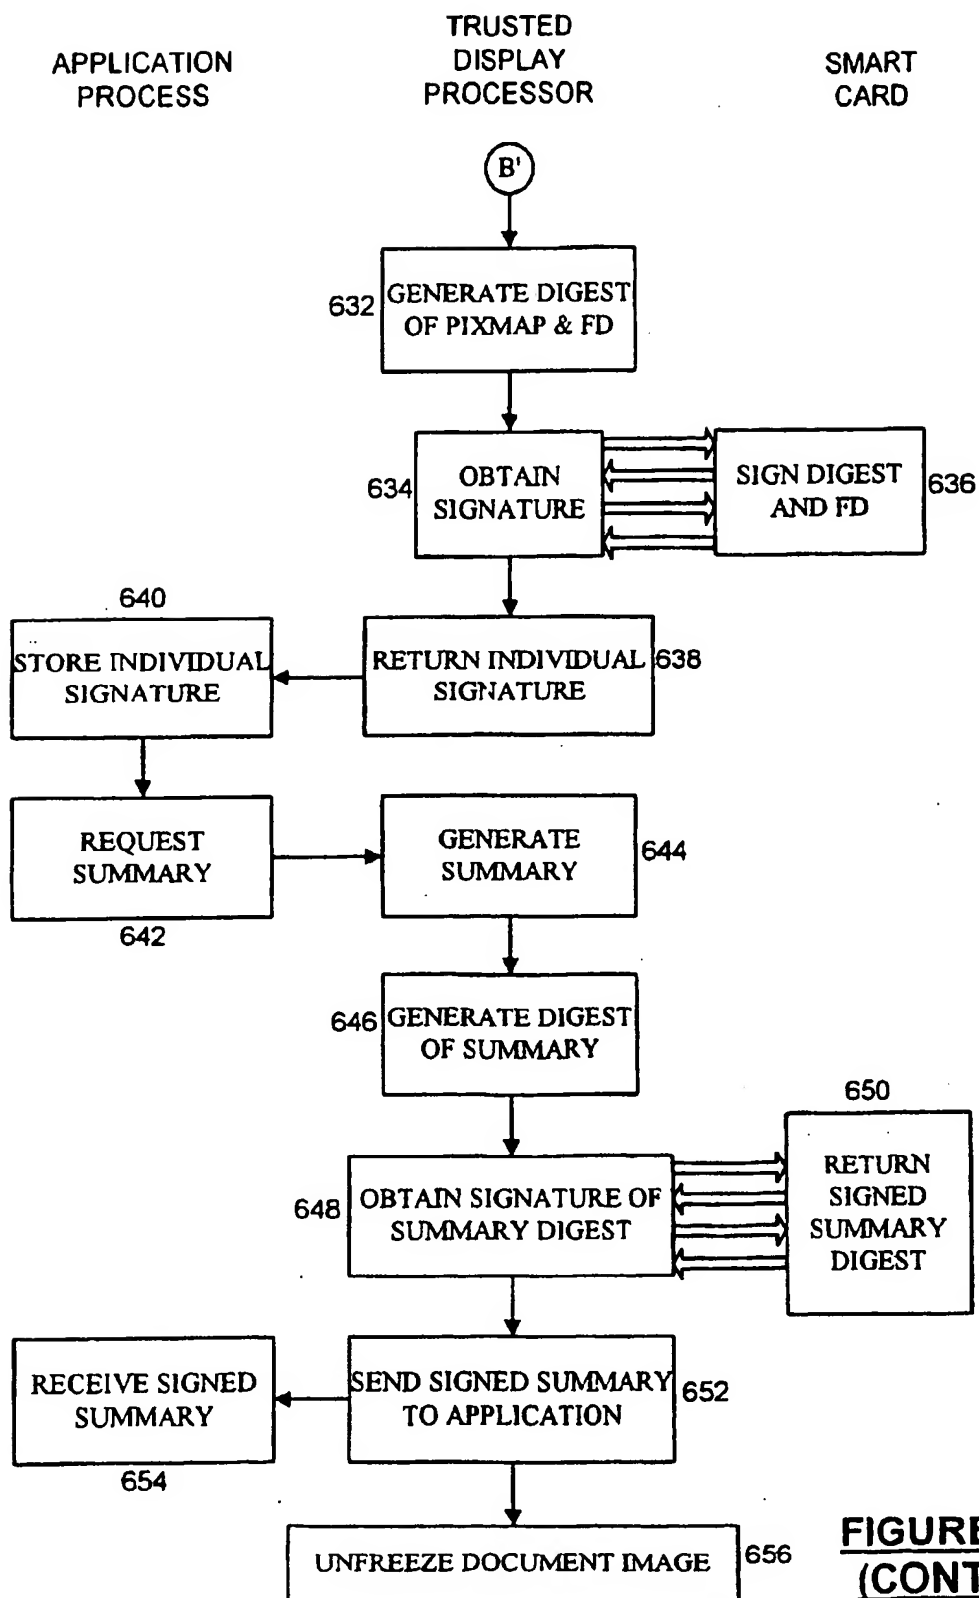 APPLICATION
PROCESS
TRUSTED
DISPLAY
PROCESSOR
SMART
CARD
B'
632
GENERATE DIGEST
OF PIXMAP & FD
634
OBTAIN
SIGNATURE
SIGN DIGEST
AND FD
636
640
STORE INDIVIDUAL
SIGNATURE
RETURN INDIVIDUAL
SIGNATURE
638
REQUEST
SUMMARY
642
GENERATE
SUMMARY
644
646
GENERATE DIGEST
OF SUMMARY
648
OBTAIN SIGNATURE OF
SUMMARY DIGEST
650
RETURN
SIGNED
SUMMARY
DIGEST
RECEIVE SIGNED
SUMMARY
654
SEND SIGNED SUMMARY
TO APPLICATION
652
UNFREEZE DOCUMENT IMAGE
656
FIGURE
(CONT